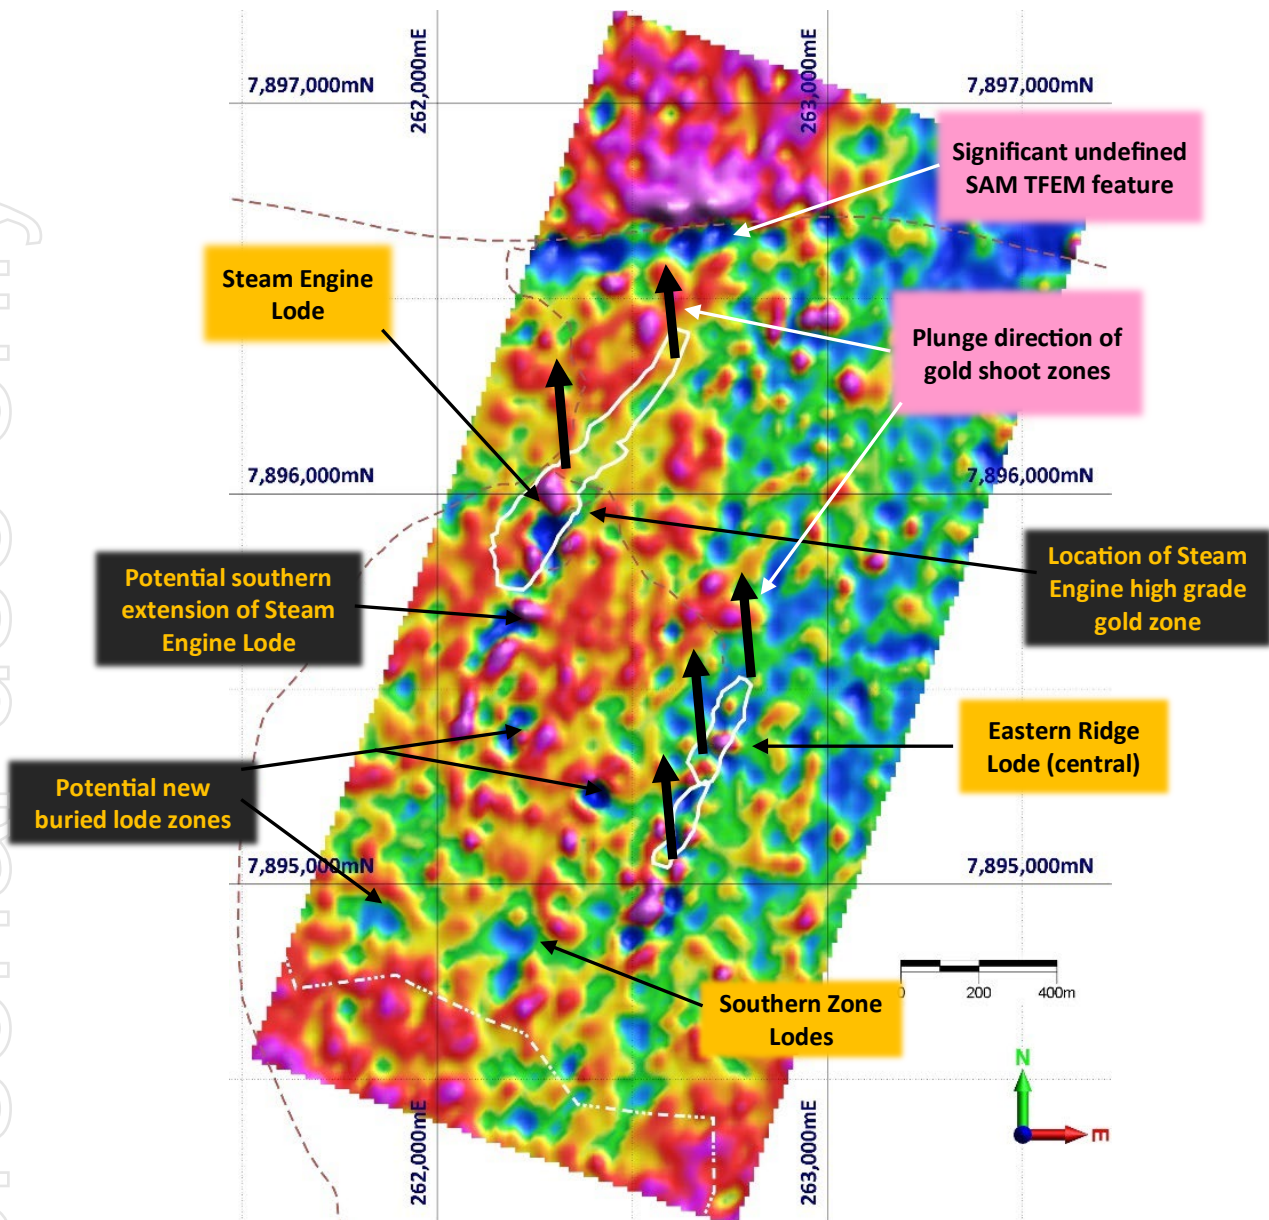 262,000mE
263,000mE
7,897,000mN
7,897,000mN
Significant undefined
SAM TFEM feature
Steam Engine
Lode
Plunge direction of
gold shoot zones
7,896,000mN
7,896,000mN
Potential southern
extension of Steam
Engine Lode
Location of Steam
Engine high grade
gold zone
Eastern Ridge
Lode (central)
Potential new
buried lode zones
7,895,000mN
7,895,000mN
Southern Zone
Lodes
0 200 400m
N
E
262,000mE
263,000mE